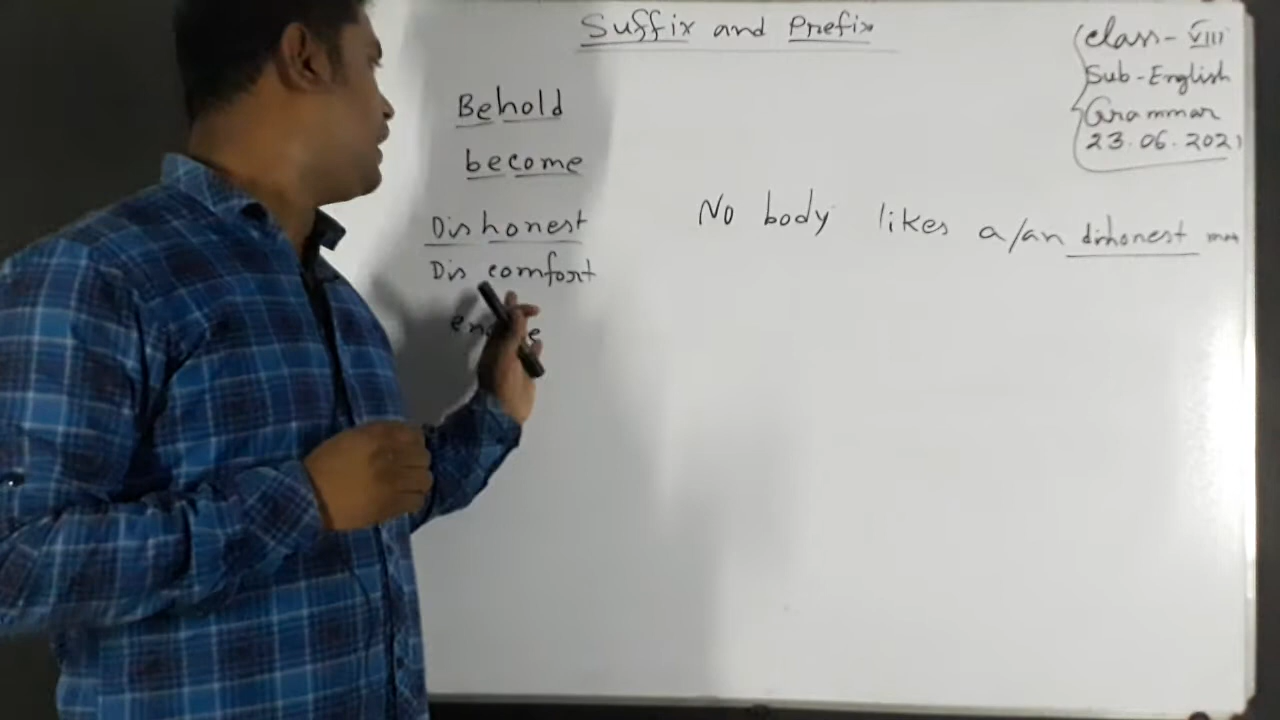 Suffix and Prefix
Class - VIII
Sub - English
Grammar
23.06.2021
Behold
become
Dishonest
Dis comfort
No body likes a/an dishonest